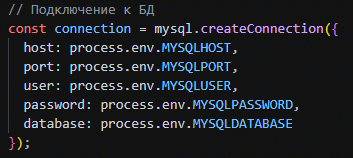 // Подключение к БД
const connection = mysql.createConnection({
  host: process.env.MYSQLHOST,
  port: process.env.MYSQLPORT,
  user: process.env.MYSQLUSER,
  password: process.env.MYSQLPASSWORD,
  database: process.env.MYSQLDATABASE
});